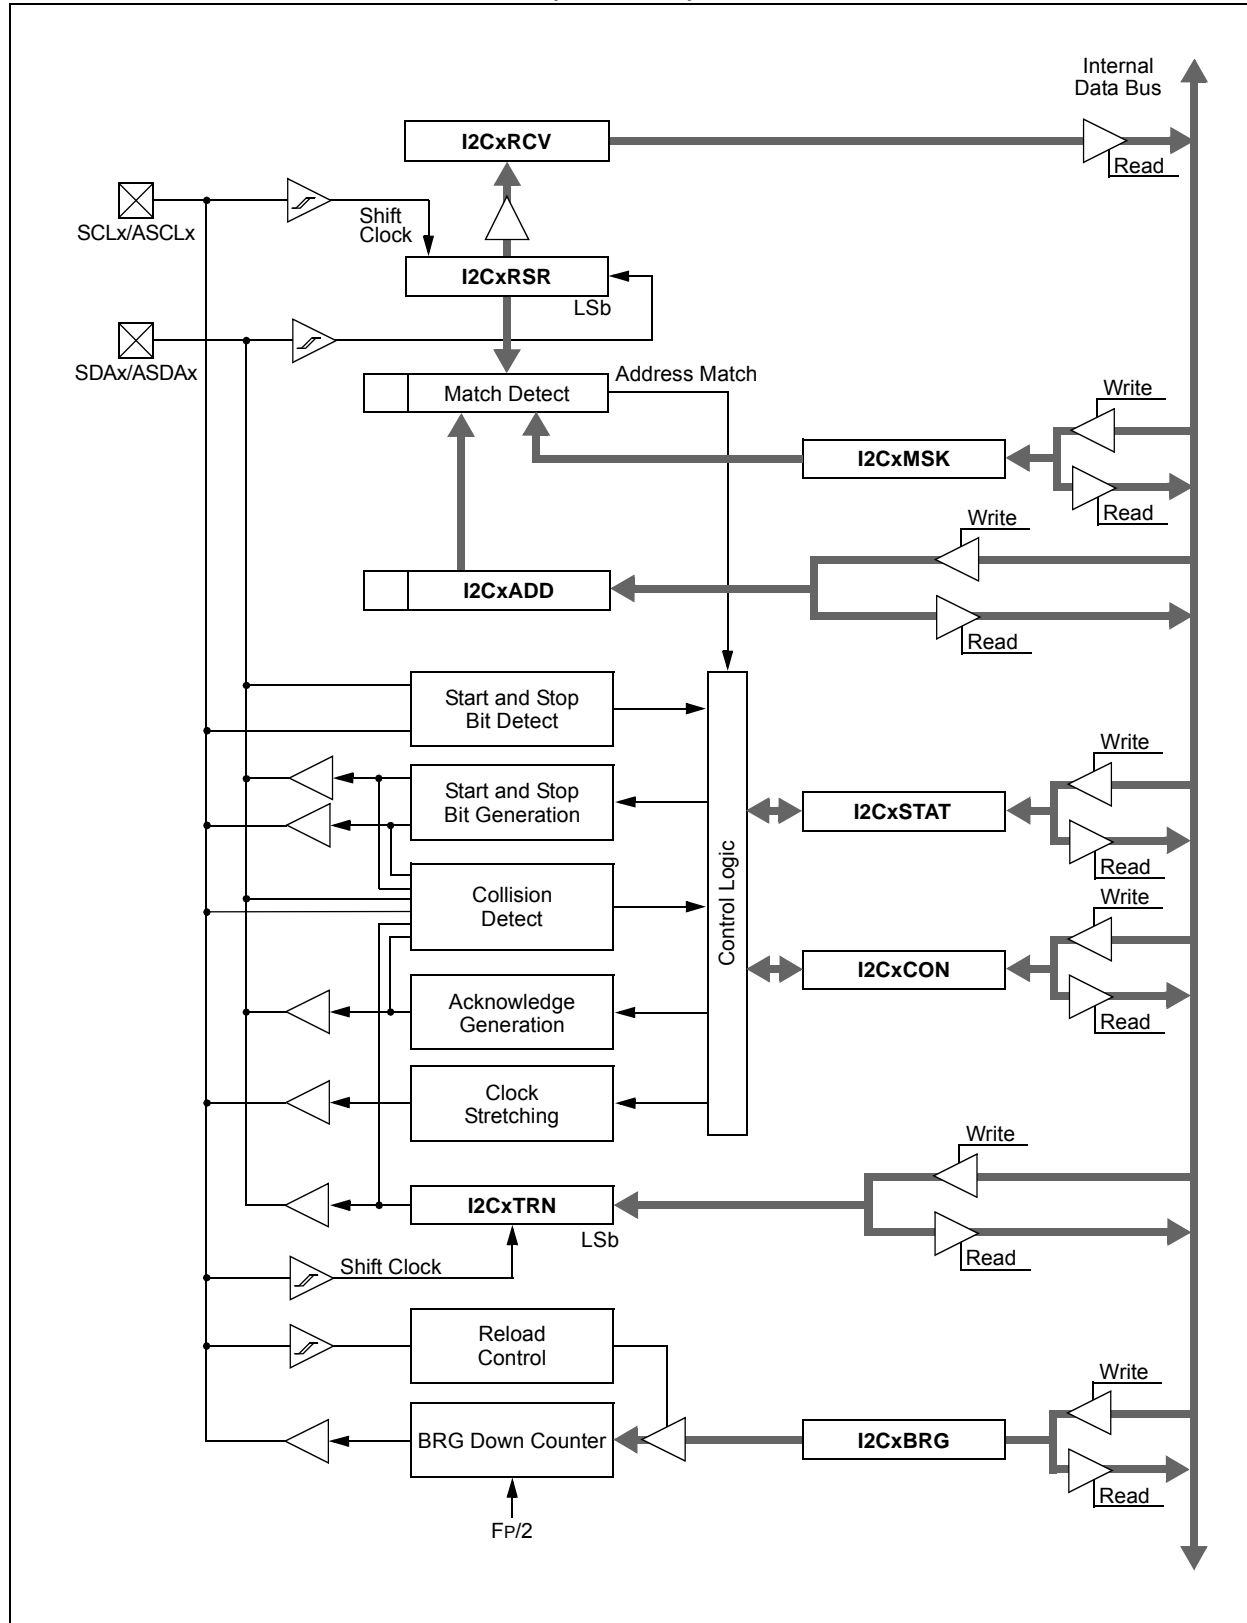 Internal
Data Bus
I2CxRCV
Read
SCLx/ASCLx
Shift
Clock
I2CxRSR
LSb
SDAx/ASDAx
Match Detect
Address Match
Write
I2CxMSK
Read
Write
I2CxADD
Read
Start and Stop
Bit Detect
Start and Stop
Bit Generation
Write
I2CxSTAT
Read
Collision
Detect
Control Logic
Write
I2CxCON
Read
Acknowledge
Generation
Clock
Stretching
Write
I2CxTRN
LSb
Read
Shift Clock
Reload
Control
Write
BRG Down Counter
I2CxBRG
Read
FP/2